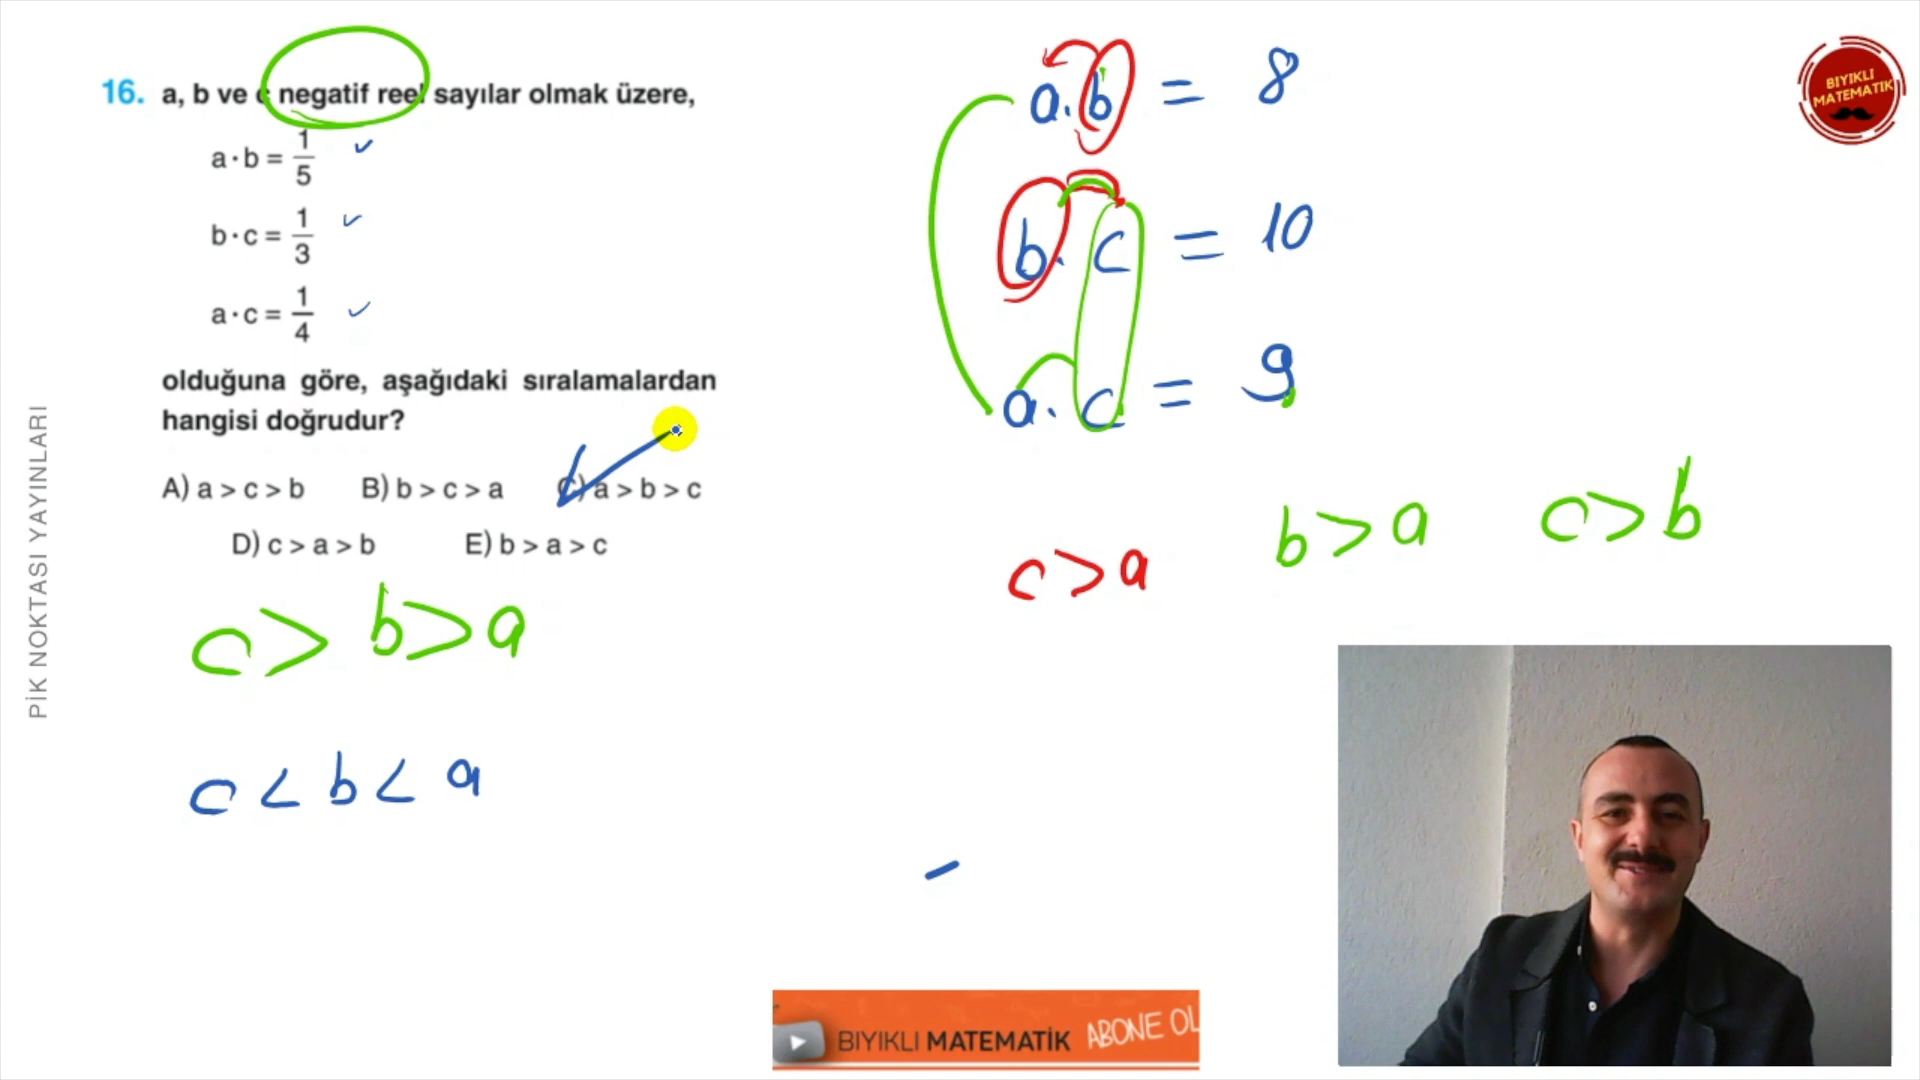 16. a, b ve c negatif reel sayılar olmak üzere,
a·b = 1/5
b·c = 1/3
a·c = 1/4
olduğuna göre, aşağıdaki sıralamalardan
hangisi doğrudur?
A) a > c > b B) b > c > a C) a > b > c
D) c > a > b E) b > a > c
c > b > a
c < b < a
PİK NOKTASI YAYINLARI
a.b = 8
b.c = 10
a.c = 9
c > a b > a c > b
BIYIKLI
MATEMATİK
BIYIKLI MATEMATİK ABONE OL